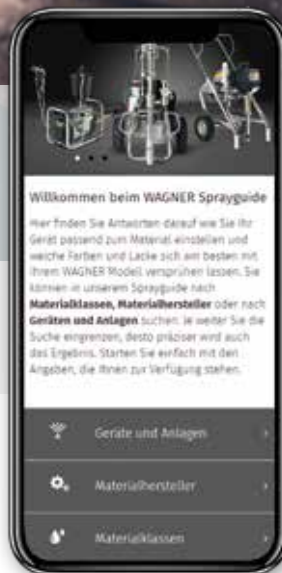 Willkommen beim WAGNER Sprayguide
Hier finden Sie Antworten darauf wie Sie Ihr
Gerät passend zum Material einstellen und
welche Farben und Lacke sich am besten mit
Ihrem WAGNER Modell versprühen lassen. Sie
können in unserem Sprayguide nach
Materialklassen, Materialhersteller oder nach
Geräten und Anlagen suchen. Je weiter Sie die
Suche eingrenzen, desto präziser wird auch
das Ergebnis. Starten Sie einfach mit den
Angaben, die Ihnen zur Verfügung stehen.
Geräte und Anlagen
Materialhersteller
Materialklassen